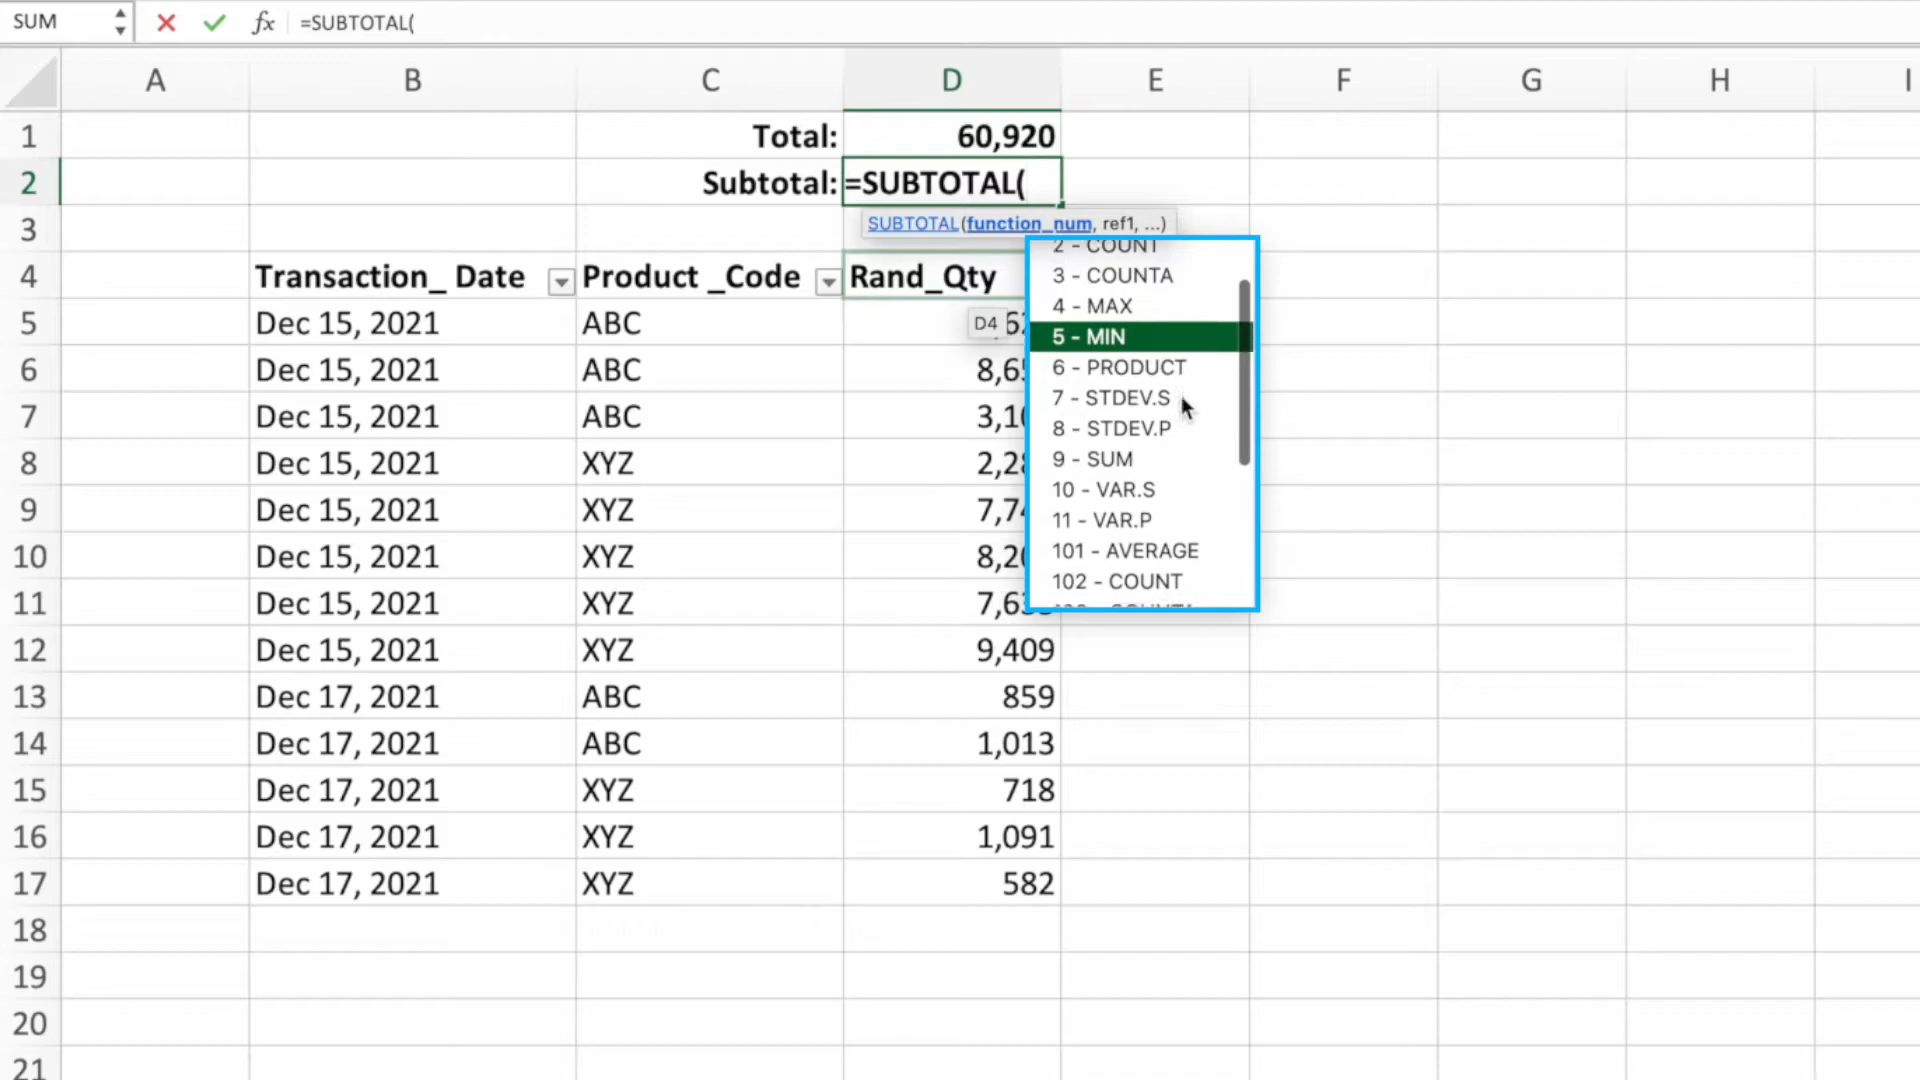 SUM fx =SUBTOTAL(
A B C D E F G H I
1 Total: 60,920
2 Subtotal: =SUBTOTAL(
SUBTOTAL(function_num, ref1, ...)
3
2 - COUNT
4 Transaction_ Date Product _Code Rand_Qty
3 - COUNTA
4 - MAX
5 Dec 15, 2021 ABC D4
5 - MIN
6 Dec 15, 2021 ABC 8,6
6 - PRODUCT
7 Dec 15, 2021 ABC 3,1
7 - STDEV.S
8 - STDEV.P
8 Dec 15, 2021 XYZ 2,2
9 - SUM
10 - VAR.S
9 Dec 15, 2021 XYZ 7,7
11 - VAR.P
10 Dec 15, 2021 XYZ 8,2
101 - AVERAGE
102 - COUNT
11 Dec 15, 2021 XYZ 7,6
12 Dec 15, 2021 XYZ 9,409
13 Dec 17, 2021 ABC 859
14 Dec 17, 2021 ABC 1,013
15 Dec 17, 2021 XYZ 718
16 Dec 17, 2021 XYZ 1,091
17 Dec 17, 2021 XYZ 582
18
19
20
21